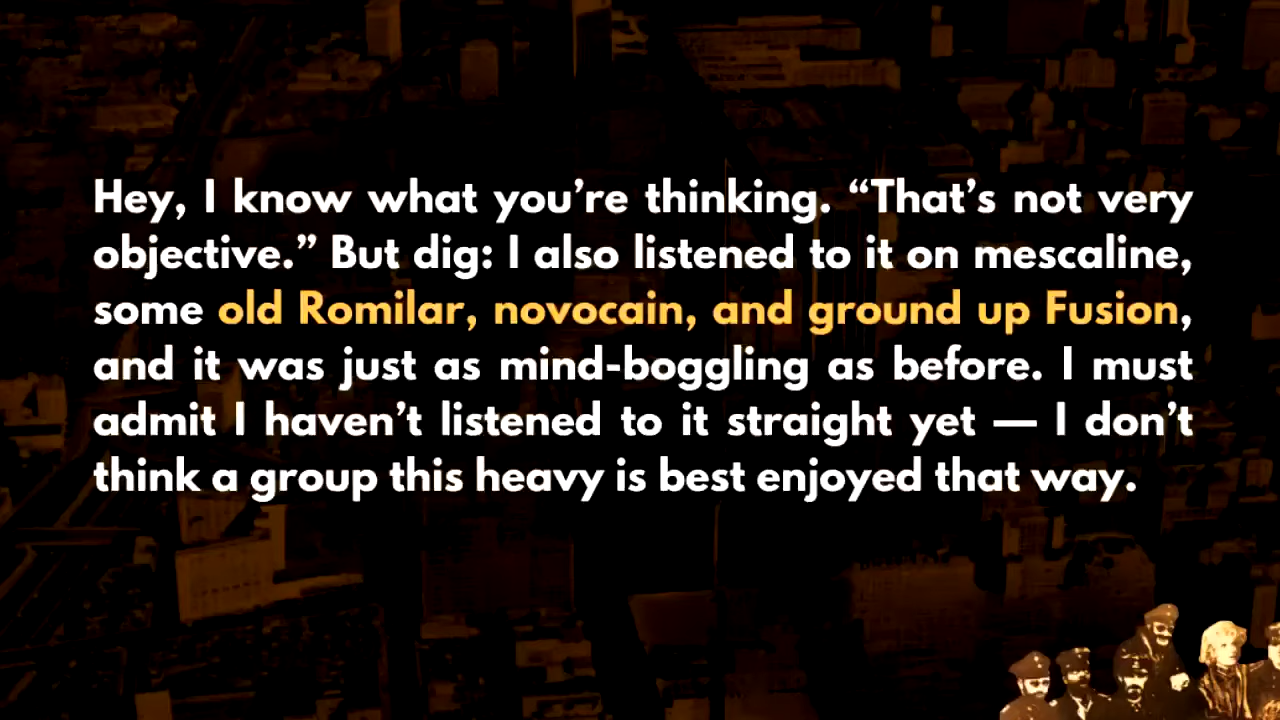 Hey, I know what you’re thinking. “That’s not very
objective.” But dig: I also listened to it on mescaline,
some old Romilar, novocain, and ground up Fusion,
and it was just as mind-boggling as before. I must
admit I haven’t listened to it straight yet — I don’t
think a group this heavy is best enjoyed that way.